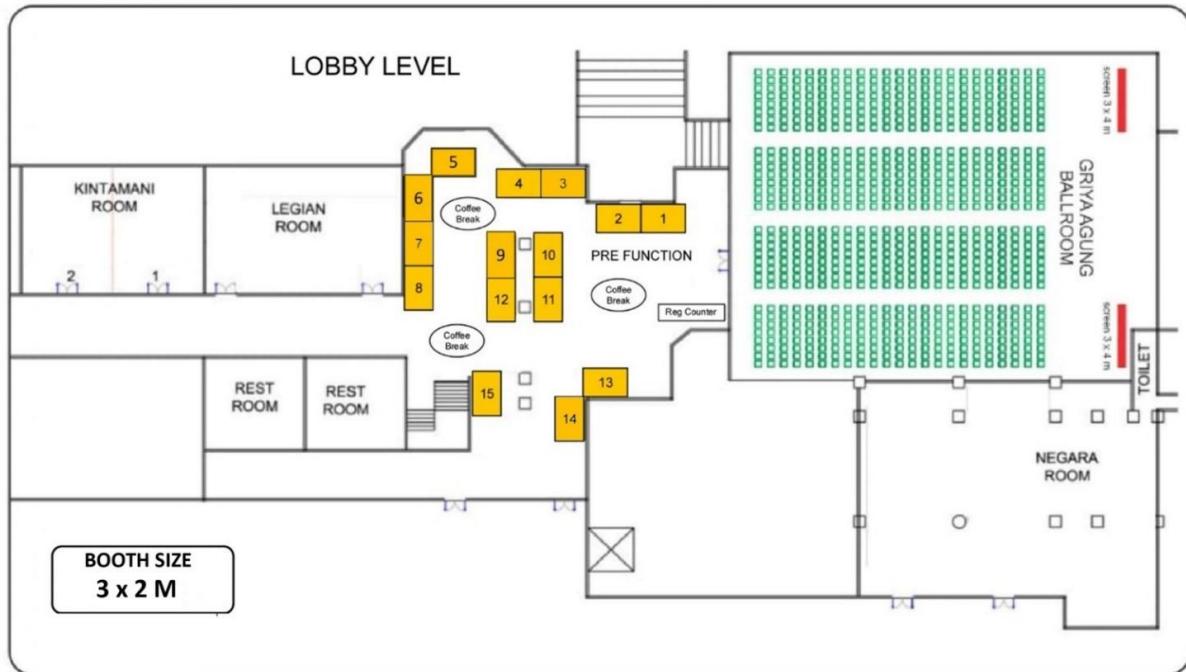 LOBBY LEVEL
screen 3 x 4 m
GRIYA AGUNG
BALLROOM
screen 3 x 4 m
TOILET
5
4
3
KINTAMANI
ROOM
2
1
LEGIAN
ROOM
6
7
8
Coffee
Break
2
1
9
10
12
11
PRE FUNCTION
Coffee
Break
Reg Counter
Coffee
Break
REST
ROOM
REST
ROOM
15
13
14
NEGARA
ROOM
BOOTH SIZE
3 x 2 M